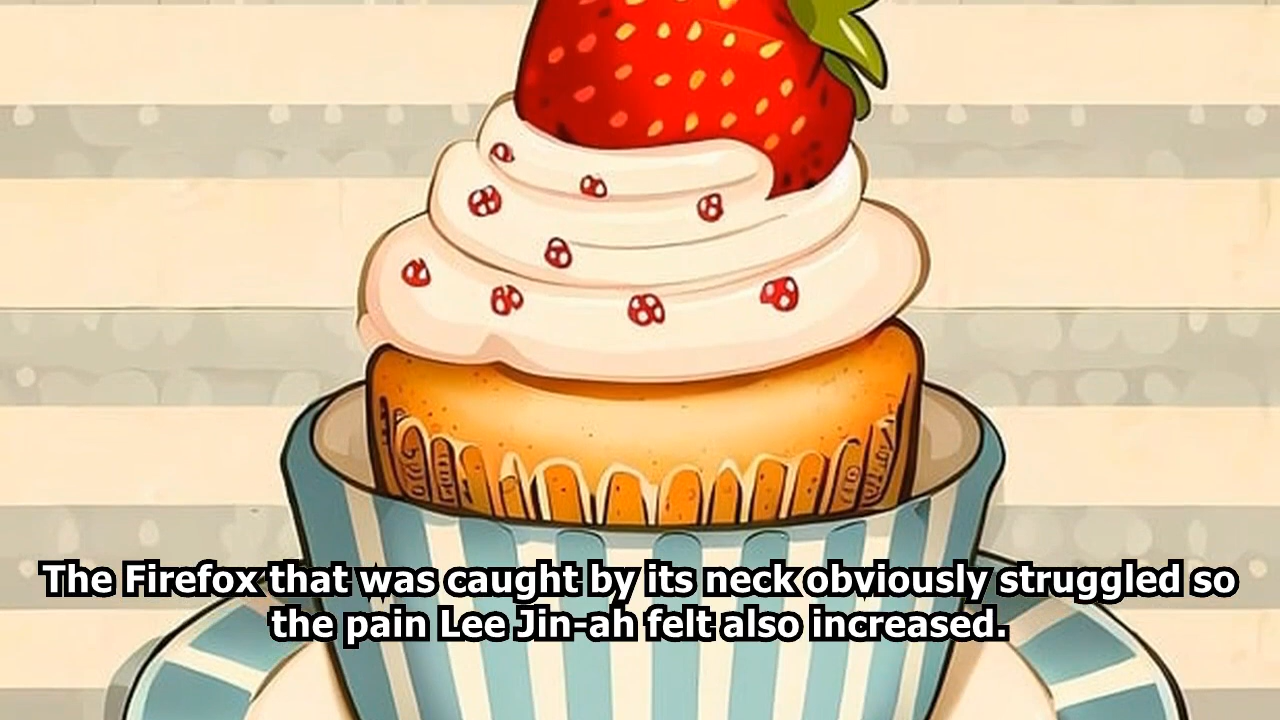 The Firefox that was caught by its neck obviously struggled so
the pain Lee Jin-ah felt also increased.